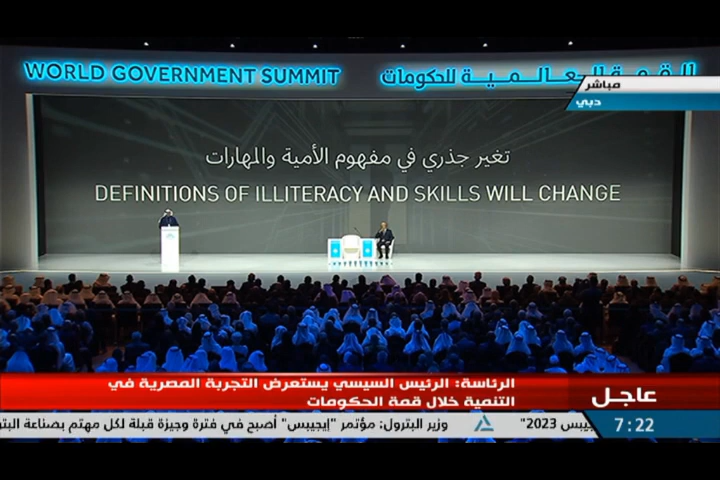 WORLD GOVERNMENT SUMMIT
القمة العالمية للحكومات
مباشر
دبي
تغير جذري في مفهوم الأمية والمهارات
DEFINITIONS OF ILLITERACY AND SKILLS WILL CHANGE
عاجل
الرئاسة: الرئيس السيسي يستعرض التجربة المصرية في
التنمية خلال قمة الحكومات
7:22
يبس 2023" وزير البترول: مؤتمر "إيجيبس" أصبح في فترة وجيزة قبلة لكل مهتم بصناعة البترو